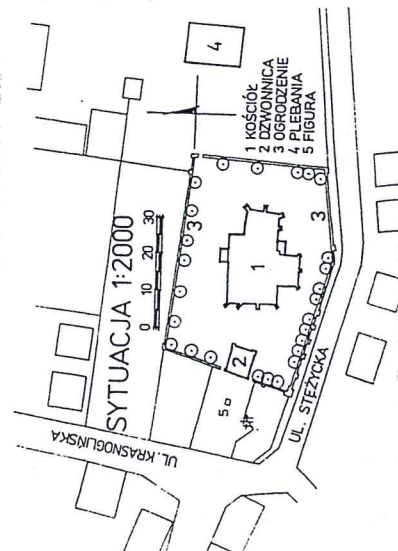 SYTUACJA 1:2000
0 10 20 30
1 KOŚCIÓŁ
2 DZWONNICA
3 OGRODZENIE
4 PLEBANIA
5 FIGURA
4
3
1
3
2
5
UL. KRASNOGLIŃSKA
UL. STĘŻYCKA